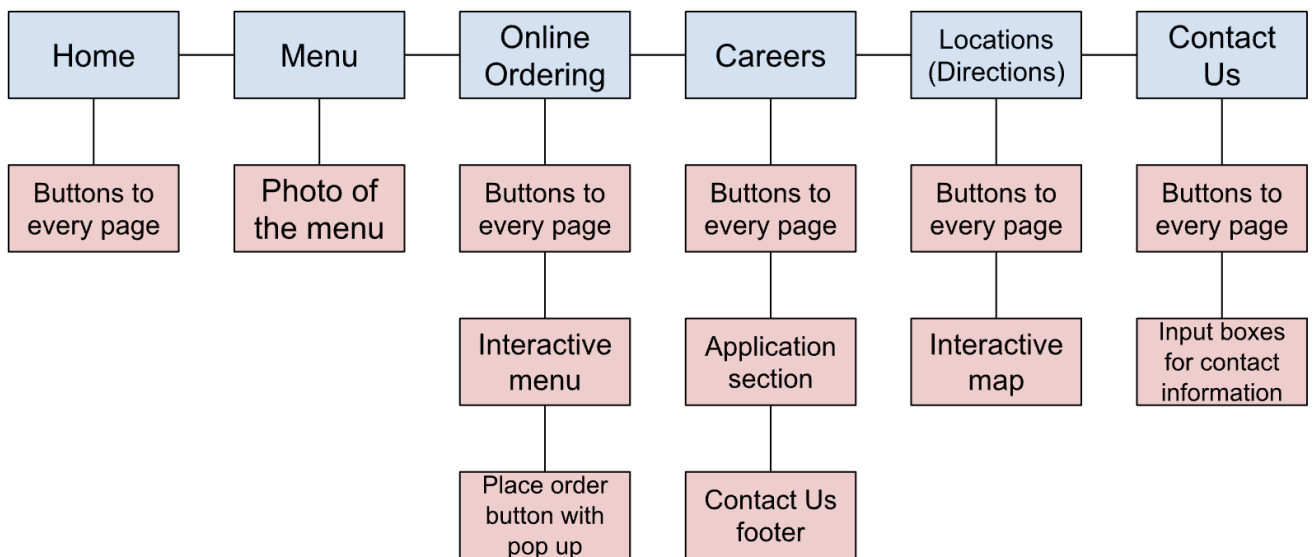 Home
Menu
Online
Ordering
Careers
Locations
(Directions)
Contact
Us
Buttons to
every page
Photo of
the menu
Buttons to
every page
Buttons to
every page
Buttons to
every page
Buttons to
every page
Interactive
menu
Application
section
Interactive
map
Input boxes
for contact
information
Place order
button with
pop up
Contact Us
footer